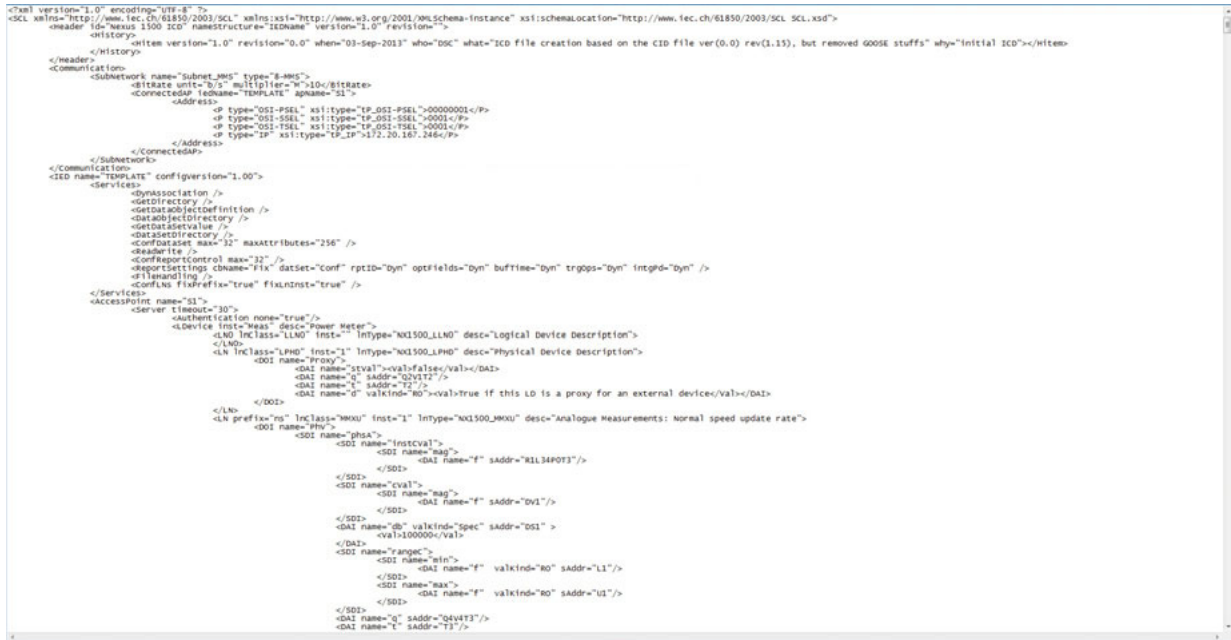 <?xml version="1.0" encoding="UTF-8" ?>
<SCL xmlns="http://www.iec.ch/61850/2003/SCL" xmlns:xsi="http://www.w3.org/2001/XMLSchema-instance" xsi:schemaLocation="http://www.iec.ch/61850/2003/SCL SCL.xsd">
<Header id="Nexus 1500 ICD" nameStructure="IEDName" version="1.0" revision="">
<History>
<Hitem version="1.0" revision="0.0" when="03-Sep-2013" who="DSC" what="ICD file creation based on the CID file ver(0.0) rev(1.15), but removed GOOSE stuffs" why="initial ICD"></Hitem>
</History>
</Header>
<Communication>
<SubNetwork name="Subnet_MMS" type="8-MMS">
<BitRate unit="b/s" multiplier="M">10</BitRate>
<ConnectedAP iedName="TEMPLATE" apName="S1">
<Address>
<P type="OSI-PSEL" xsi:type="tP_OSI-PSEL">00000001</P>
<P type="OSI-SSEL" xsi:type="tP_OSI-SSEL">0001</P>
<P type="OSI-TSEL" xsi:type="tP_OSI-TSEL">0001</P>
<P type="IP" xsi:type="tP_IP">172.20.167.246</P>
</Address>
</ConnectedAP>
</SubNetwork>
</Communication>
<IED name="TEMPLATE" configVersion="1.00">
<Services>
<DynAssociation />
<GetDirectory />
<GetDataObjectDefinition />
<DataObjectDirectory />
<GetDataSetValue />
<DataSetDirectory />
<ConfDataSet max="32" maxAttributes="256" />
<ReadWrite />
<ConfReportControl max="32" />
<ReportSettings cbName="Fix" datSet="Conf" rptID="Dyn" optFields="Dyn" bufTime="Dyn" trgOps="Dyn" intgPd="Dyn" />
<FileHandling />
<ConfLNs fixPrefix="true" fixLnInst="true" />
</Services>
<AccessPoint name="S1">
<Server timeout="30">
<Authentication none="true"/>
<LDevice inst="Meas" desc="Power Meter">
<LN0 lnClass="LLN0" inst="" lnType="NX1500_LLN0" desc="Logical Device Description">
</LN0>
<LN lnClass="LPHD" inst="1" lnType="NX1500_LPHD" desc="Physical Device Description">
<DOI name="Proxy">
<DAI name="stVal"><Val>false</Val></DAI>
<DAI name="q" sAddr="Q2V1T2"/>
<DAI name="t" sAddr="T2"/>
<DAI name="d" valKind="RO"><Val>True if this LD is a proxy for an external device</Val></DAI>
</DOI>
</LN>
<LN prefix="ns" lnClass="MMXU" inst="1" lnType="NX1500_MMXU" desc="Analogue Measurements: Normal speed update rate">
<DOI name="PhV">
<SDI name="phsA">
<SDI name="instCVal">
<SDI name="mag">
<DAI name="f" sAddr="R1L34P0T3"/>
</SDI>
</SDI>
<SDI name="cVal">
<SDI name="mag">
<DAI name="f" sAddr="DV1"/>
</SDI>
</SDI>
<DAI name="db" valKind="Spec" sAddr="DS1" >
<Val>100000</Val>
</DAI>
<SDI name="rangeC">
<SDI name="min">
<DAI name="f" valKind="RO" sAddr="L1"/>
</SDI>
<SDI name="max">
<DAI name="f" valKind="RO" sAddr="U1"/>
</SDI>
</SDI>
<DAI name="q" sAddr="Q4V4T3"/>
<DAI name="t" sAddr="T3"/>